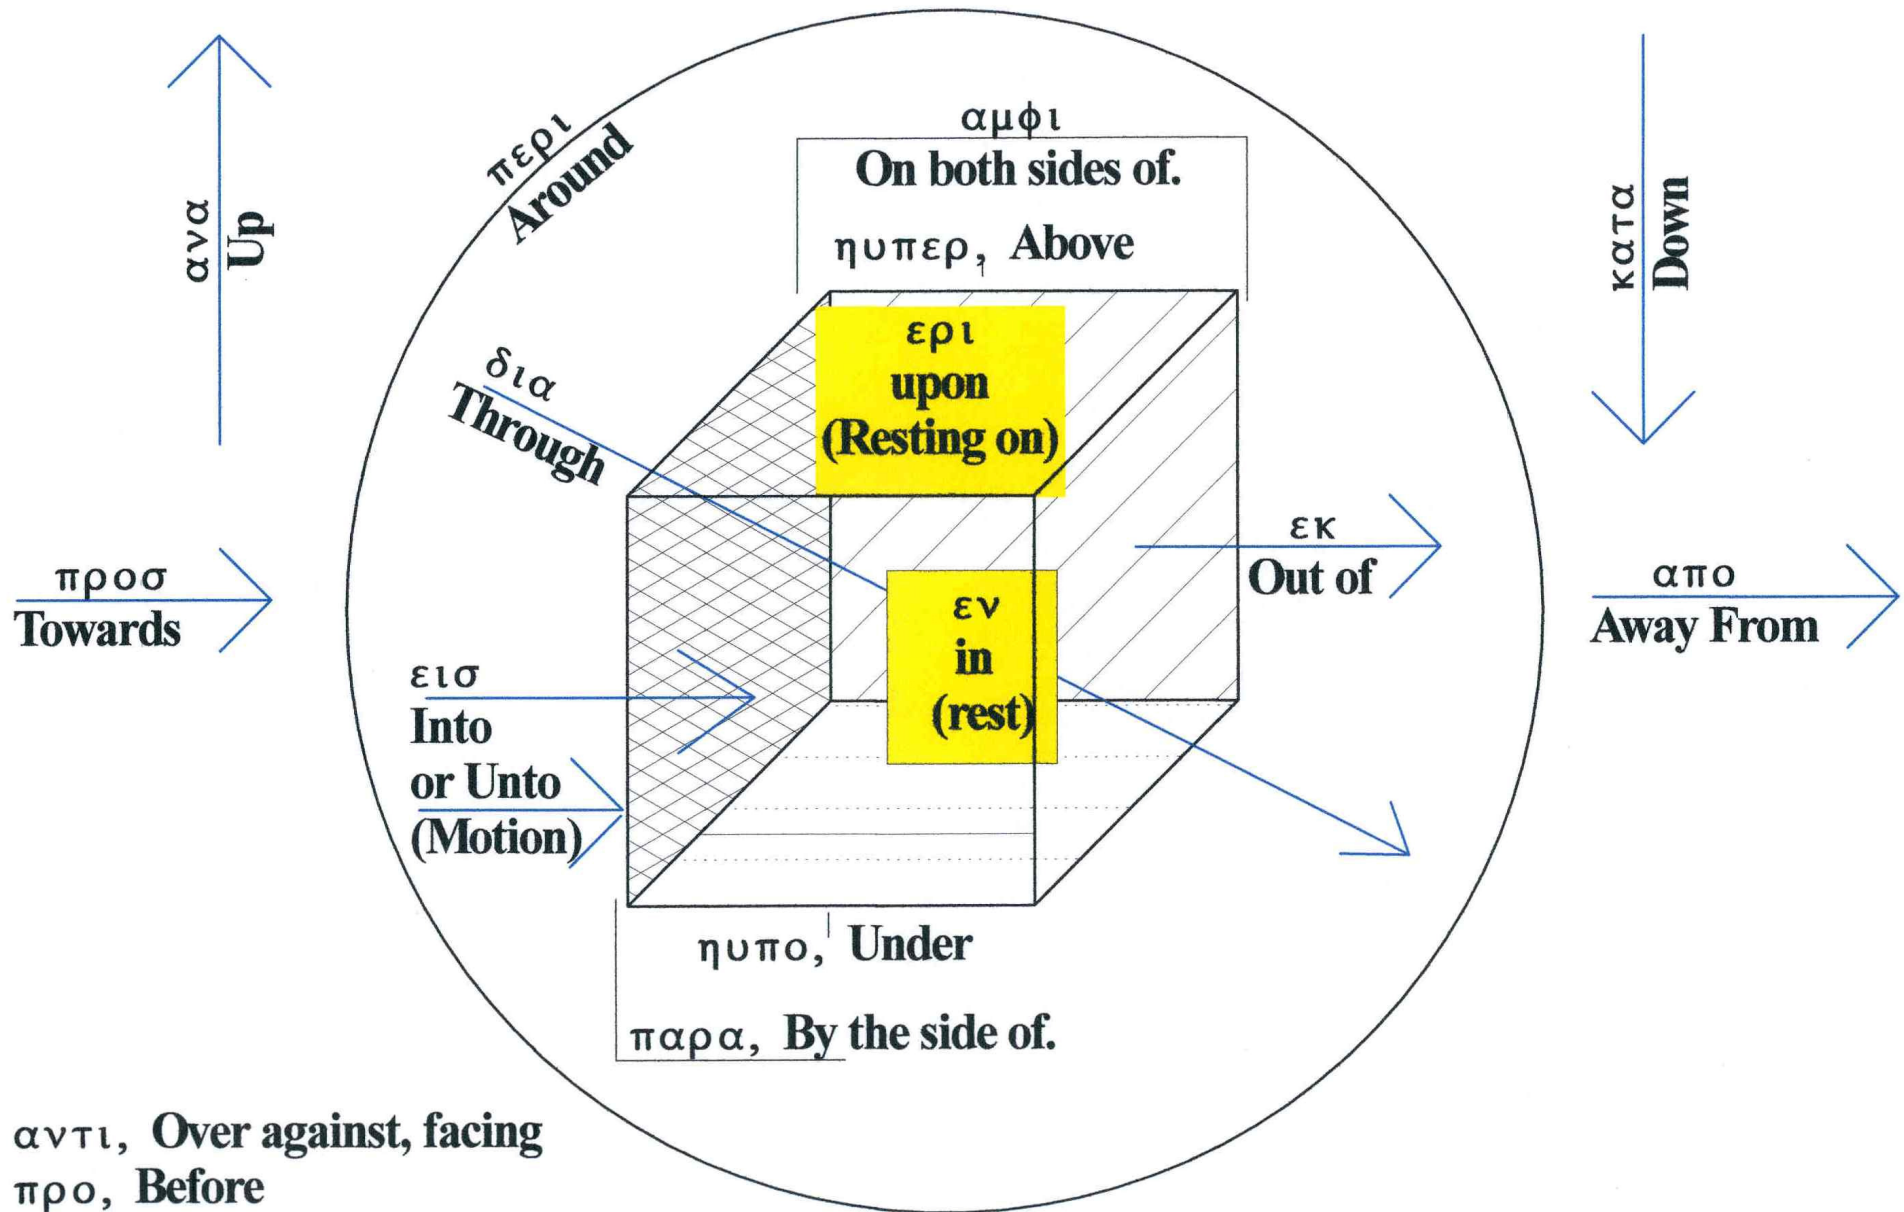 ανα
Up
περι
Around
αμφι
On both sides of.
ηυπερ, Above
κατα
Down
ερι
upon
(Resting on)
δια
Through
εκ
Out of
προσ
Towards
απο
Away From
εν
in
(rest)
εισ
Into
or Unto
(Motion)
ηυπο, Under
παρα, By the side of.
αντι, Over against, facing
προ, Before